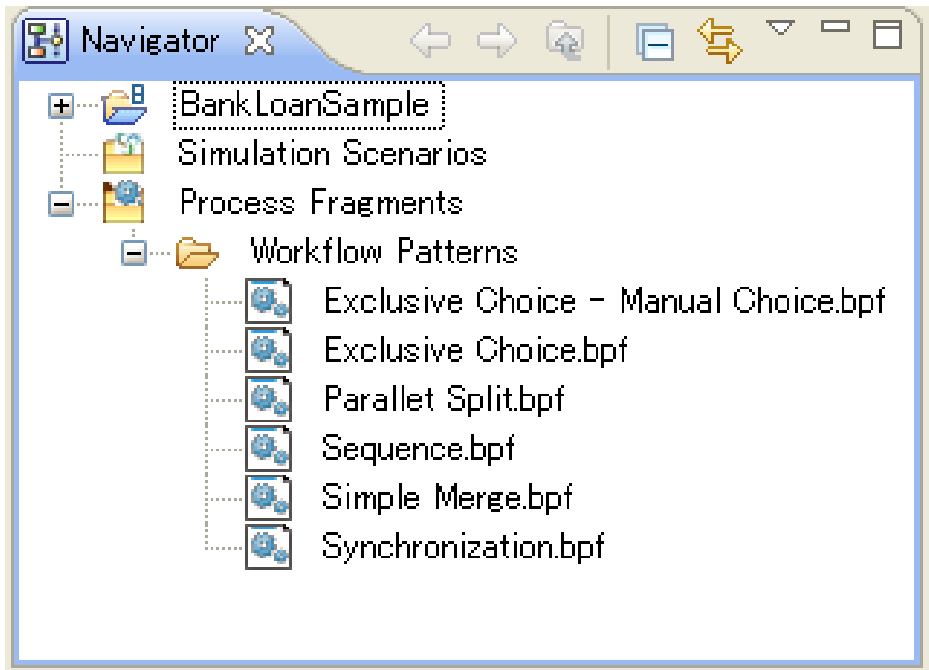 Navigator
BankLoanSample
Simulation Scenarios
Process Fragments
Workflow Patterns
Exclusive Choice - Manual Choice.bpf
Exclusive Choice.bpf
Parallet Split.bpf
Sequence.bpf
Simple Merge.bpf
Synchronization.bpf